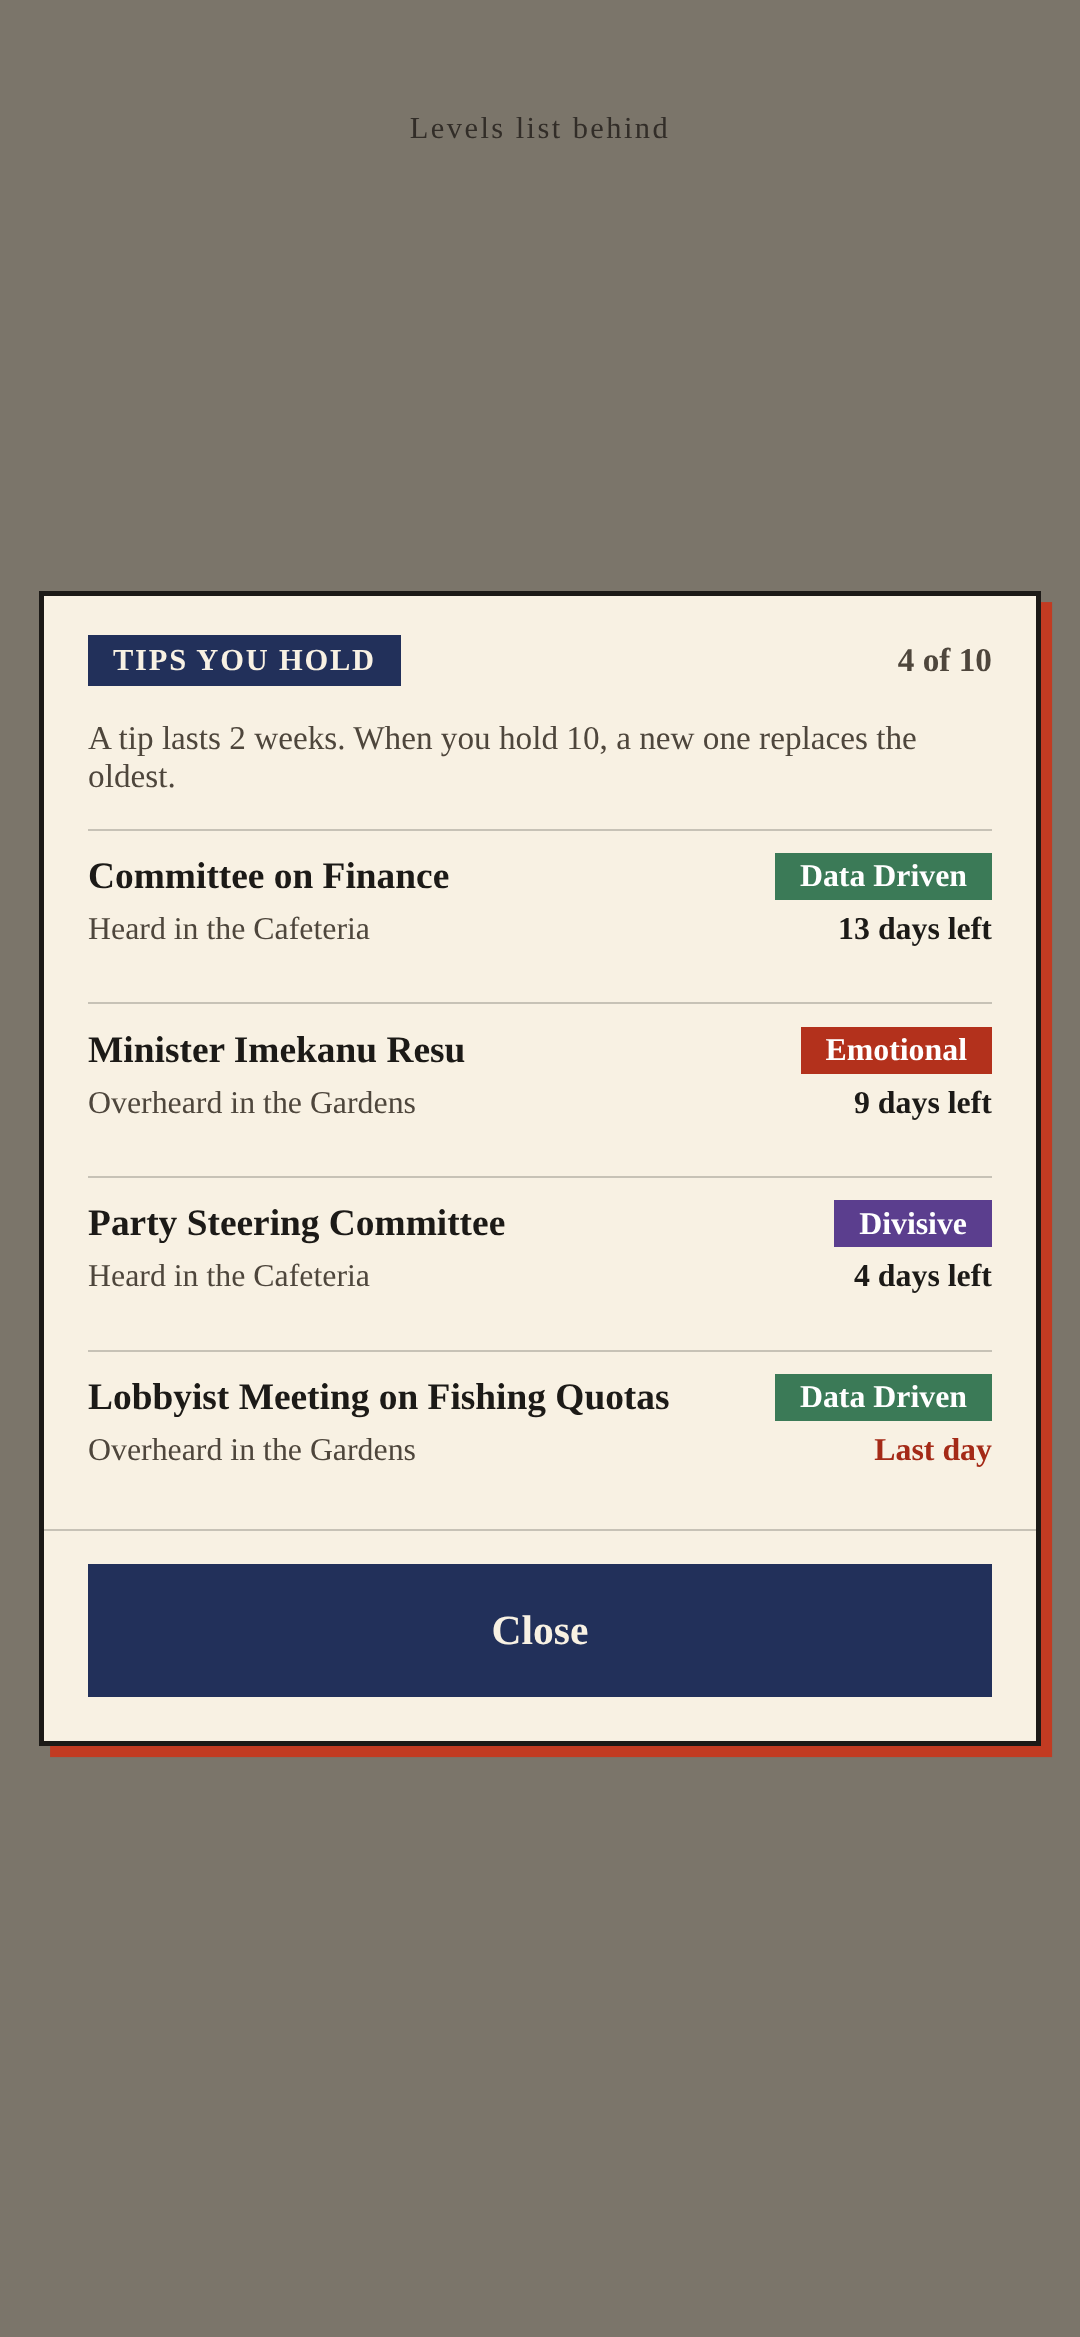 Levels list behind
TIPS YOU HOLD
4 of 10
A tip lasts 2 weeks. When you hold 10, a new one replaces the
oldest.
Committee on Finance
Data Driven
Heard in the Cafeteria
13 days left
Minister Imekanu Resu
Emotional
Overheard in the Gardens
9 days left
Party Steering Committee
Divisive
Heard in the Cafeteria
4 days left
Lobbyist Meeting on Fishing Quotas
Data Driven
Overheard in the Gardens
Last day
Close